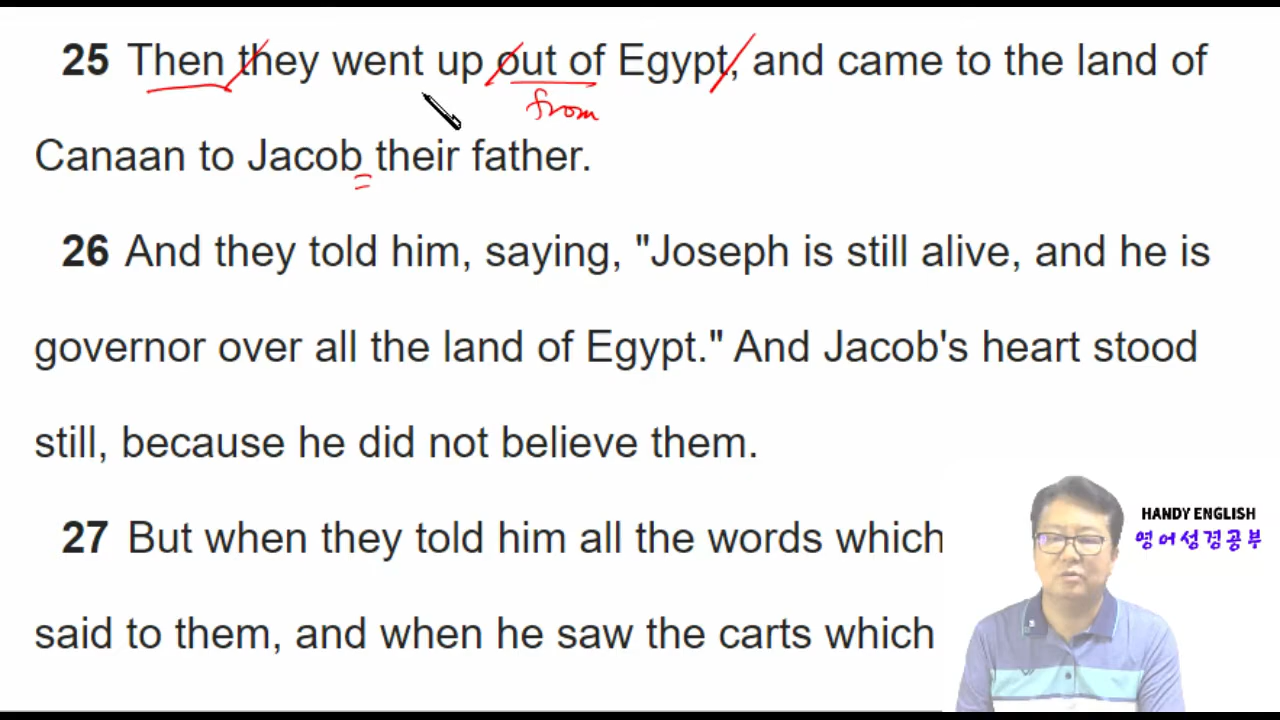 25 Then they went up out of Egypt, and came to the land of
from
Canaan to Jacob their father.
26 And they told him, saying, "Joseph is still alive, and he is
governor over all the land of Egypt." And Jacob's heart stood
still, because he did not believe them.
27 But when they told him all the words which
said to them, and when he saw the carts which
HANDY ENGLISH
영어성경공부